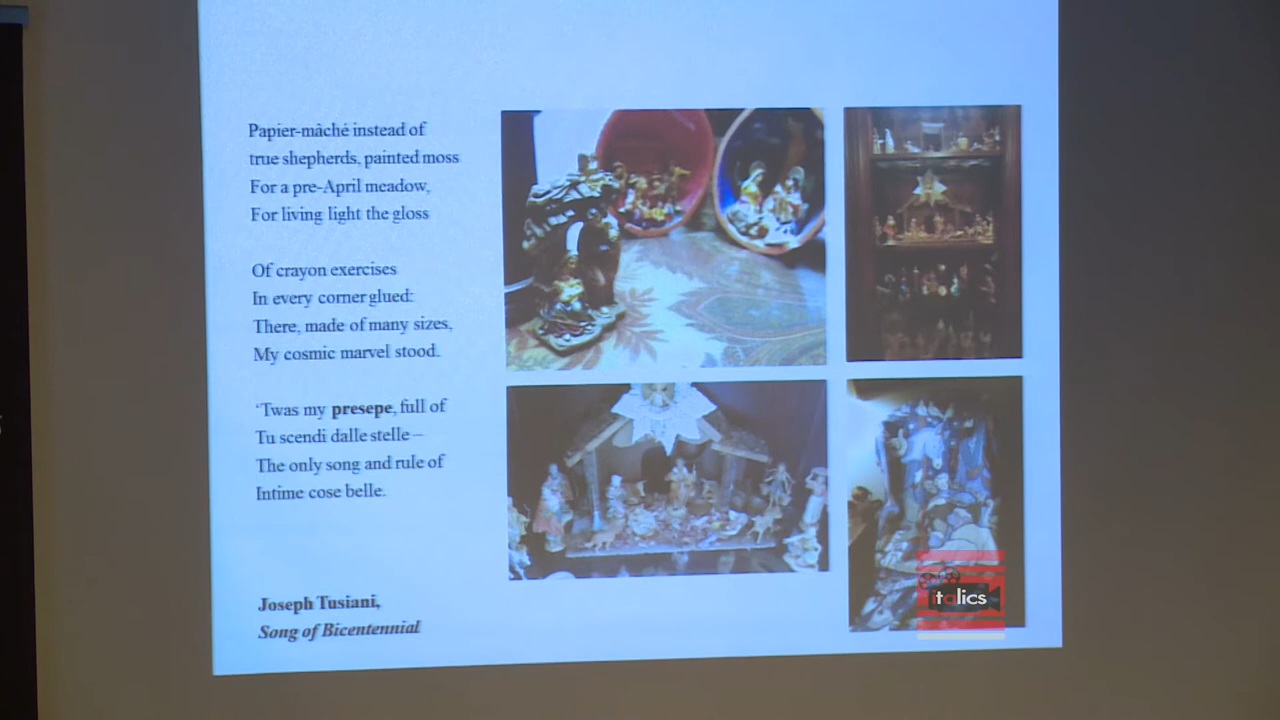 Papier-mâché instead of
true shepherds, painted moss
For a pre-April meadow,
For living light the gloss
Of crayon exercises
In every corner glued:
There, made of many sizes,
My cosmic marvel stood.
‘Twas my presepe, full of
Tu scendi dalle stelle –
The only song and rule of
Intime cose belle.
Joseph Tusiani,
Song of Bicentennial
italics